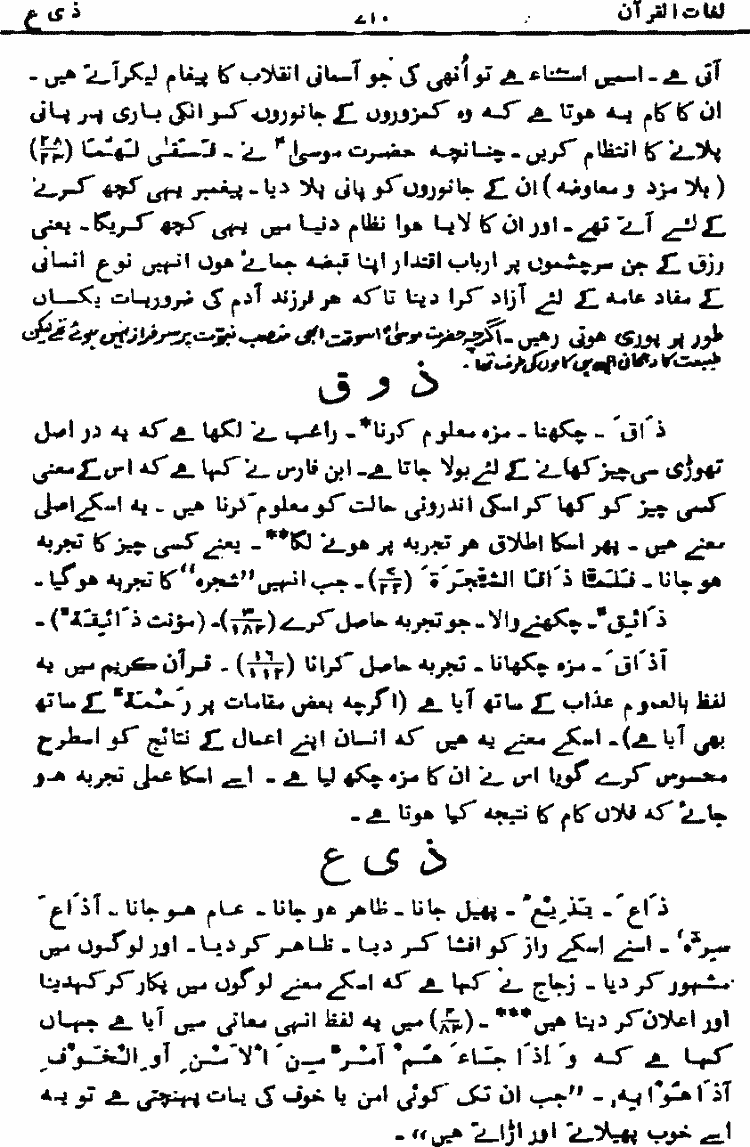 لغات القرآن ۷۱۰ ذ ی ع
آتی ہے۔ اسمیں استثناء ہے تو اُنھی کی جو آسمانی انقلاب کا پیغام لیکر آتے ہیں۔
ان کا کام یہ ہوتا ہے کہ وہ کمزوروں کے جانوروں کو انکی باری پر پانی
پلانے کا انتظام کریں۔ چنانچہ حضرت موسیٰؑ نے۔ فَسَقٰی لَهُمَا (۲۸/۲۴)
(بلا مزد و معاوضہ) ان کے جانوروں کو پانی پلا دیا۔ پیغمبر یہی کچھ کرنے
کے لئے آتے تھے۔ اور ان کا لایا ہوا نظام دنیا میں یہی کچھ کریگا۔ یعنی
رزق کے جن سرچشموں پر ارباب اقتدار اپنا قبضہ جمائے ہوں انہیں نوع انسانی
کے مفاد عامہ کے لئے آزاد کرا دینا تاکہ ہر فرزند آدم کی ضروریات یکساں
طور پر پوری ہوتی رہیں۔ اگرچہ حضرت موسیٰؑ اسوقت ابھی منصب نبوت پر سرفراز نہیں ہوئے تھے لیکن
طبیعت کا رجحان ایسے ہی کاموں کی طرف تھا۔
ذ و ق
ذَاقَ۔ چکھنا۔ مزہ معلوم کرنا*۔ راغب نے لکھا ہے کہ یہ در اصل
تھوڑی سی چیز کھانے کے لئے بولا جاتا ہے۔ ابن فارس نے کہا ہے کہ اس کے معنی
کسی چیز کو کھا کر اسکی اندرونی حالت کو معلوم کرنا ہیں۔ یہ اسکے اصلی
معنے ہیں۔ پھر اسکا اطلاق ہر تجربہ پر ہونے لگا**۔ یعنے کسی چیز کا تجربہ
ہو جانا۔ فَلَمَّا ذَاقَا الشَّجَرَةَ (۷/۲۲)۔ جب انہیں ”شجرہ“ کا تجربہ ہو گیا۔
ذَائِقٌ۔ چکھنے والا۔ جو تجربہ حاصل کرے (۳/۱۸۴)۔ (مؤنث ذَائِقَةٌ)۔
أَذَاقَ۔ مزہ چکھانا۔ تجربہ حاصل کرانا (۱۶/۱۱۲)۔ قرآن کریم میں یہ
لفظ بالعموم عذاب کے ساتھ آیا ہے (اگرچہ بعض مقامات پر رَحْمَةٌ کے ساتھ
بھی آیا ہے)۔ اسکے معنے یہ ہیں کہ انسان اپنے اعمال کے نتائج کو اسطرح
محسوس کرے گویا اس نے ان کا مزہ چکھ لیا ہے۔ اسے اسکا عملی تجربہ ہو
جائے کہ فلاں کام کا نتیجہ کیا ہوتا ہے۔
ذ ی ع
ذَاعَ۔ یَذِیْعُ۔ پھیل جانا۔ ظاہر ہو جانا۔ عام ہو جانا۔ أَذَاعَ
سِرَّہٗ۔ اسنے اسکے راز کو افشا کر دیا۔ ظاہر کر دیا۔ اور لوگوں میں
مشہور کر دیا۔ زجاج نے کہا ہے کہ اسکے معنے لوگوں میں پکار کر کہدینا
اور اعلان کر دینا ہیں***۔ (۴/۸۳) میں یہ لفظ انہی معانی میں آیا ہے جہاں
کہا ہے کہ وَ إِذَا جَاءَ هُمْ أَمْرٌ مِّنَ الْأَمْنِ أَوِ الْخَوْفِ
أَذَاعُوْا بِهٖ۔ ”جب ان تک کوئی امن یا خوف کی بات پہنچتی ہے تو یہ
اسے خوب پھیلاتے اور اڑاتے ہیں“۔